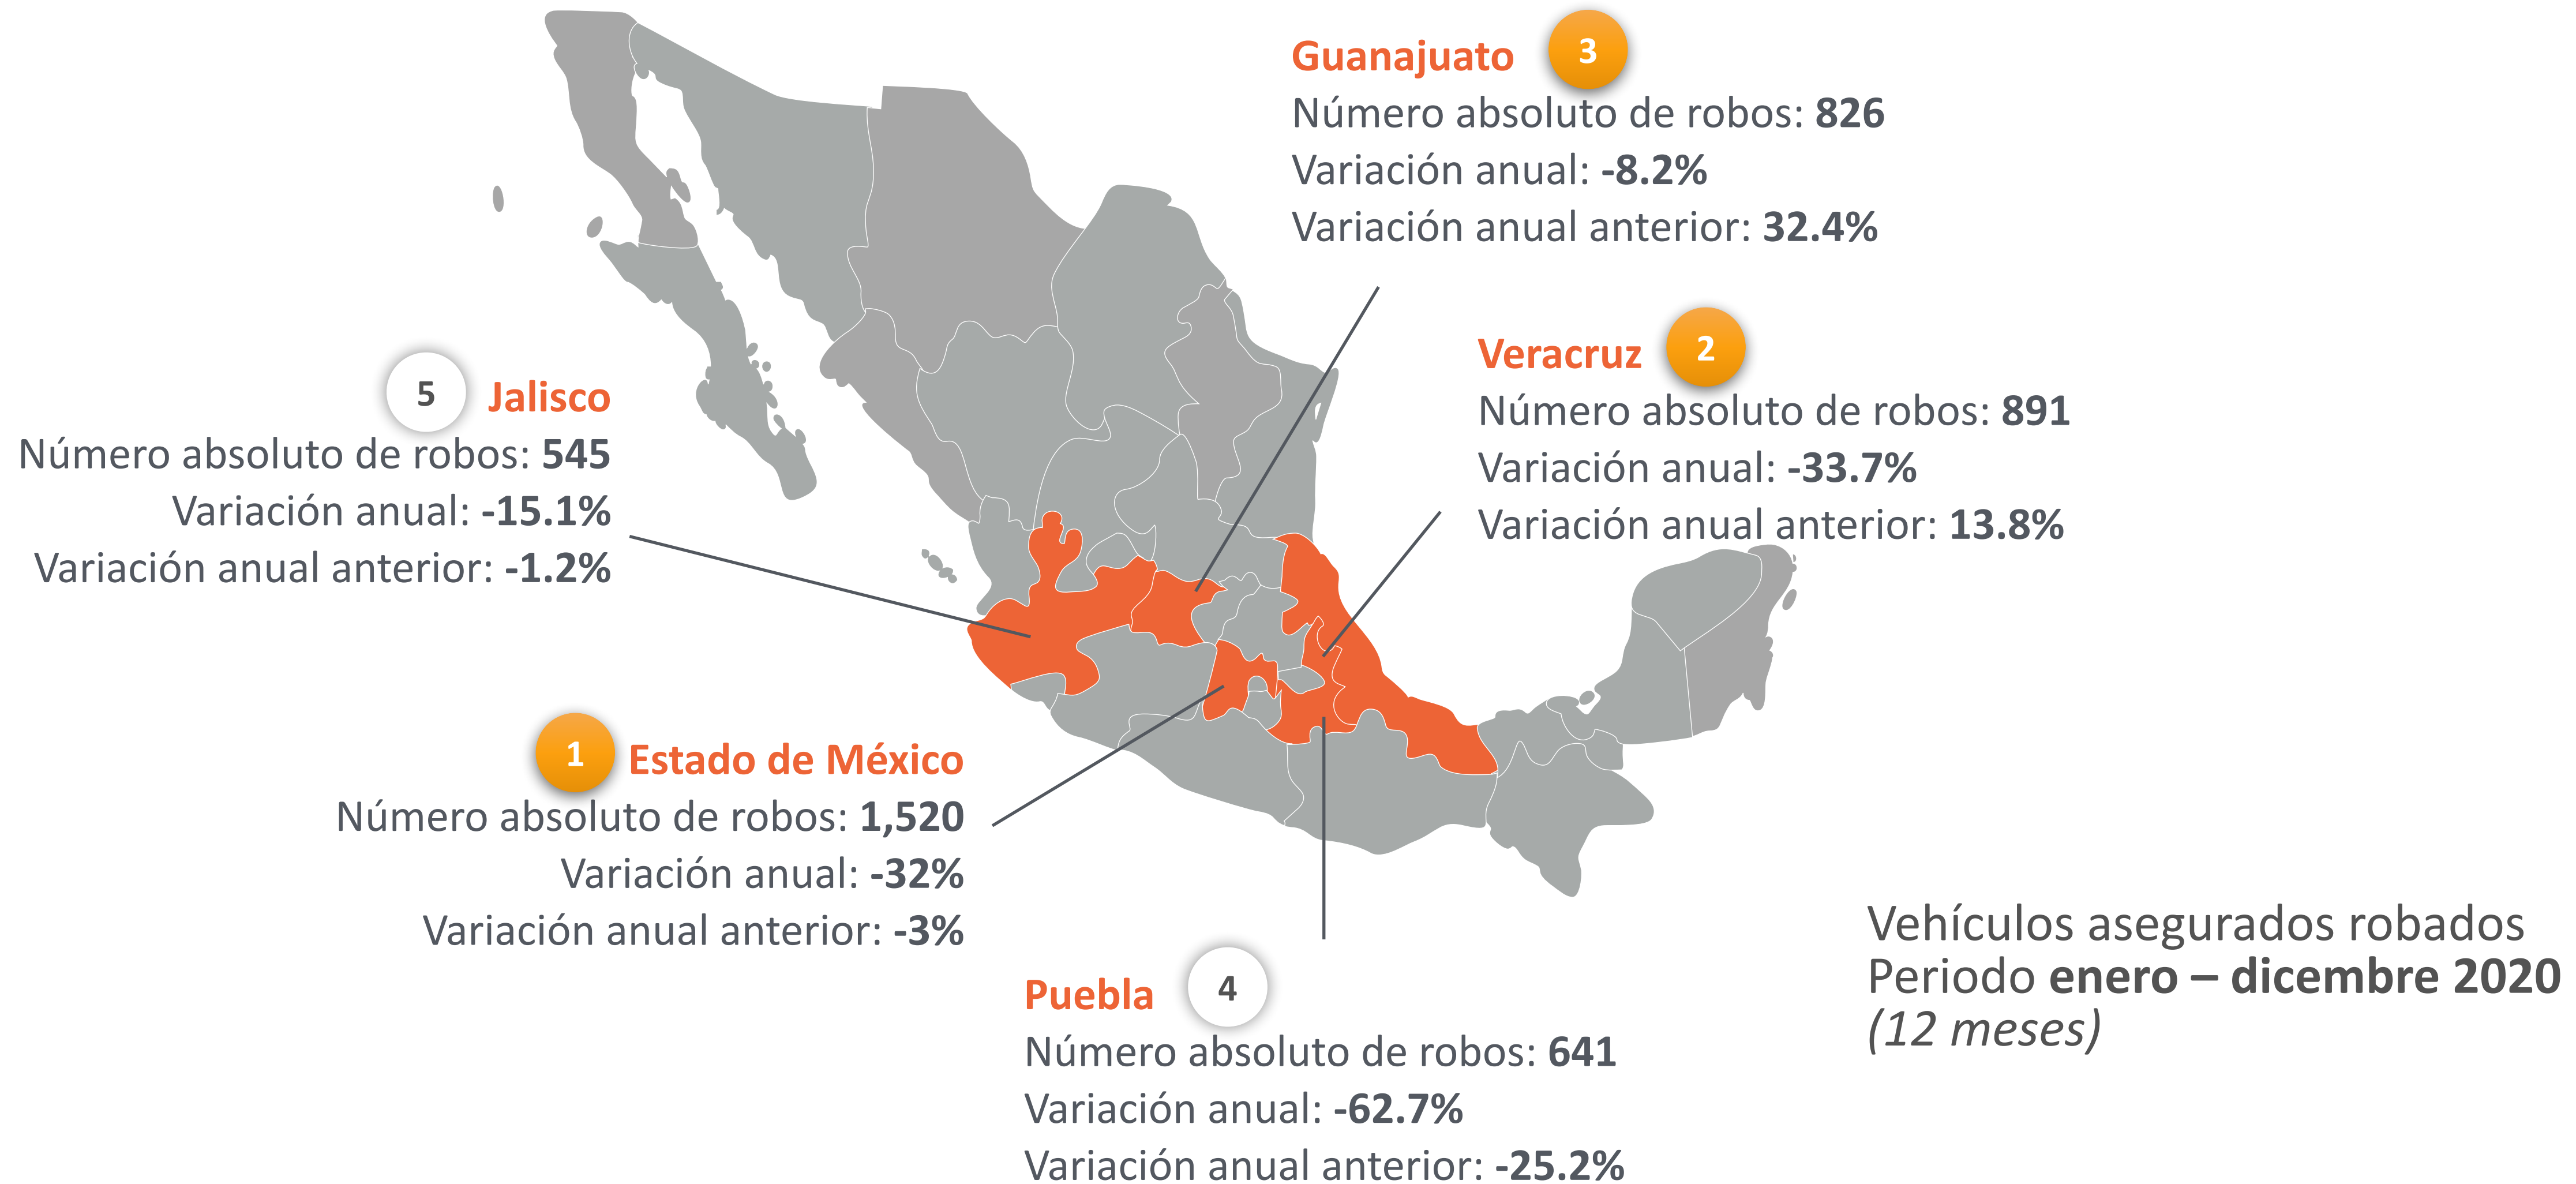 Guanajuato 3
Número absoluto de robos: 826
Variación anual: -8.2%
Variación anual anterior: 32.4%
Veracruz 2
Número absoluto de robos: 891
Variación anual: -33.7%
Variación anual anterior: 13.8%
5 Jalisco
Número absoluto de robos: 545
Variación anual: -15.1%
Variación anual anterior: -1.2%
1 Estado de México
Número absoluto de robos: 1,520
Variación anual: -32%
Variación anual anterior: -3%
Puebla 4
Número absoluto de robos: 641
Variación anual: -62.7%
Variación anual anterior: -25.2%
Vehículos asegurados robados
Periodo enero – dicembre 2020
(12 meses)